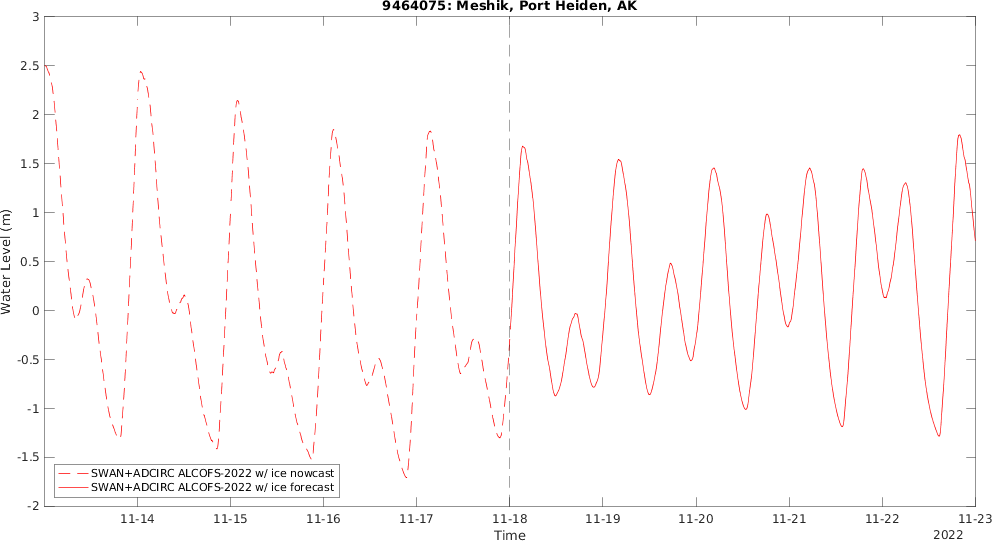 9464075: Meshik, Port Heiden, AK
3
2.5
2
1.5
1
0.5
0
-0.5
-1
-1.5
-2
Water Level (m)
SWAN+ADCIRC ALCOFS-2022 w/ ice nowcast
SWAN+ADCIRC ALCOFS-2022 w/ ice forecast
11-14 11-15 11-16 11-17 11-18 11-19 11-20 11-21 11-22 11-23
Time
2022